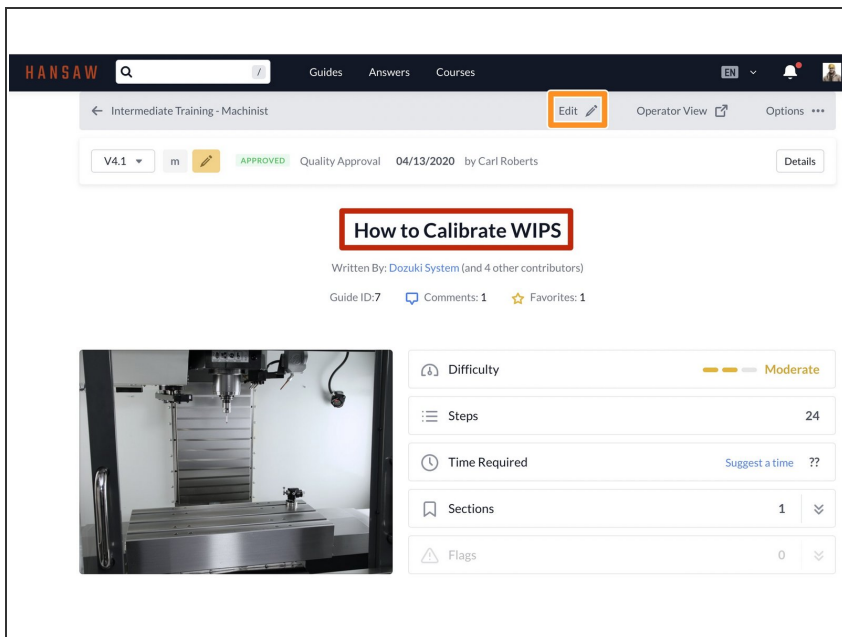 HANSAW / Guides Answers Courses EN
Intermediate Training - Machinist Edit Operator View Options
V4.1 m APPROVED Quality Approval 04/13/2020 by Carl Roberts Details
How to Calibrate WIPS
Written By: Dozuki System (and 4 other contributors)
Guide ID:7 Comments: 1 Favorites: 1
Difficulty Moderate
Steps 24
Time Required Suggest a time ??
Sections 1
Flags 0